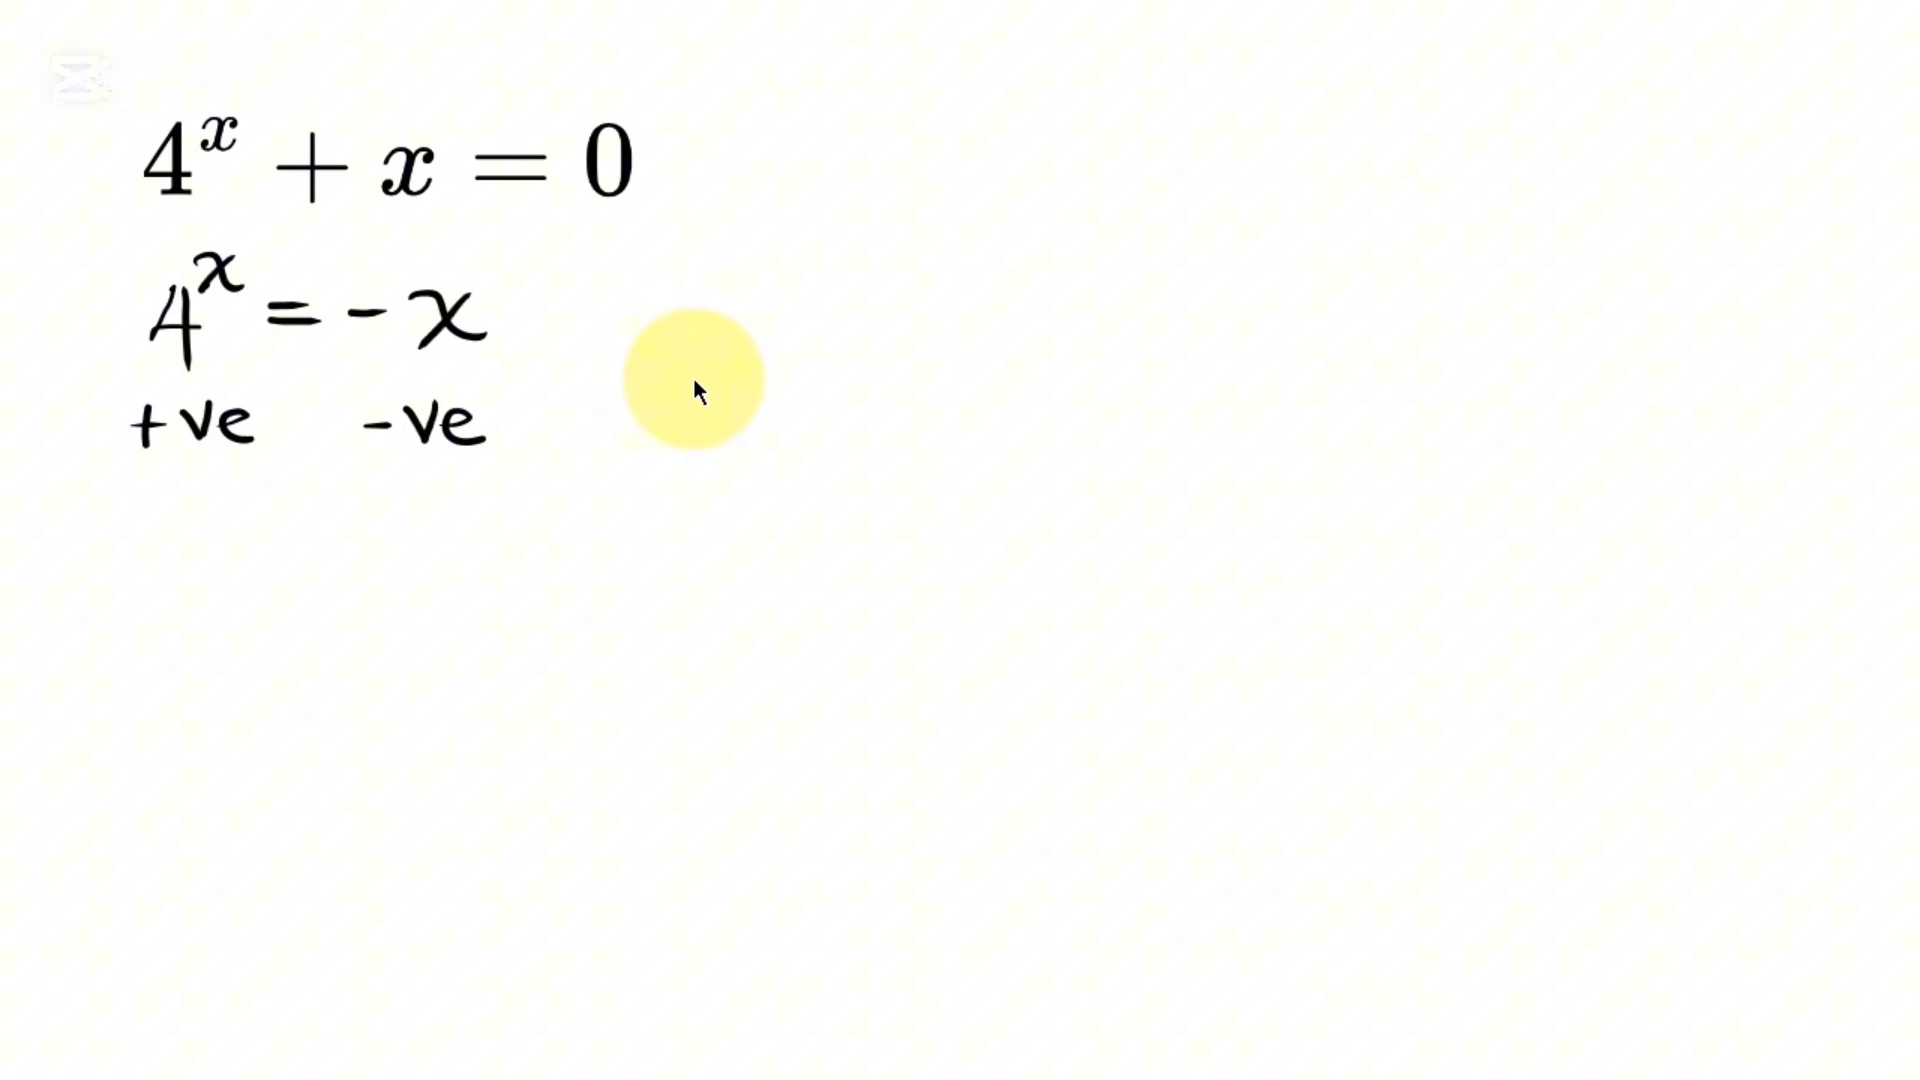 4^x + x = 0
4^x = - x
+ve -ve